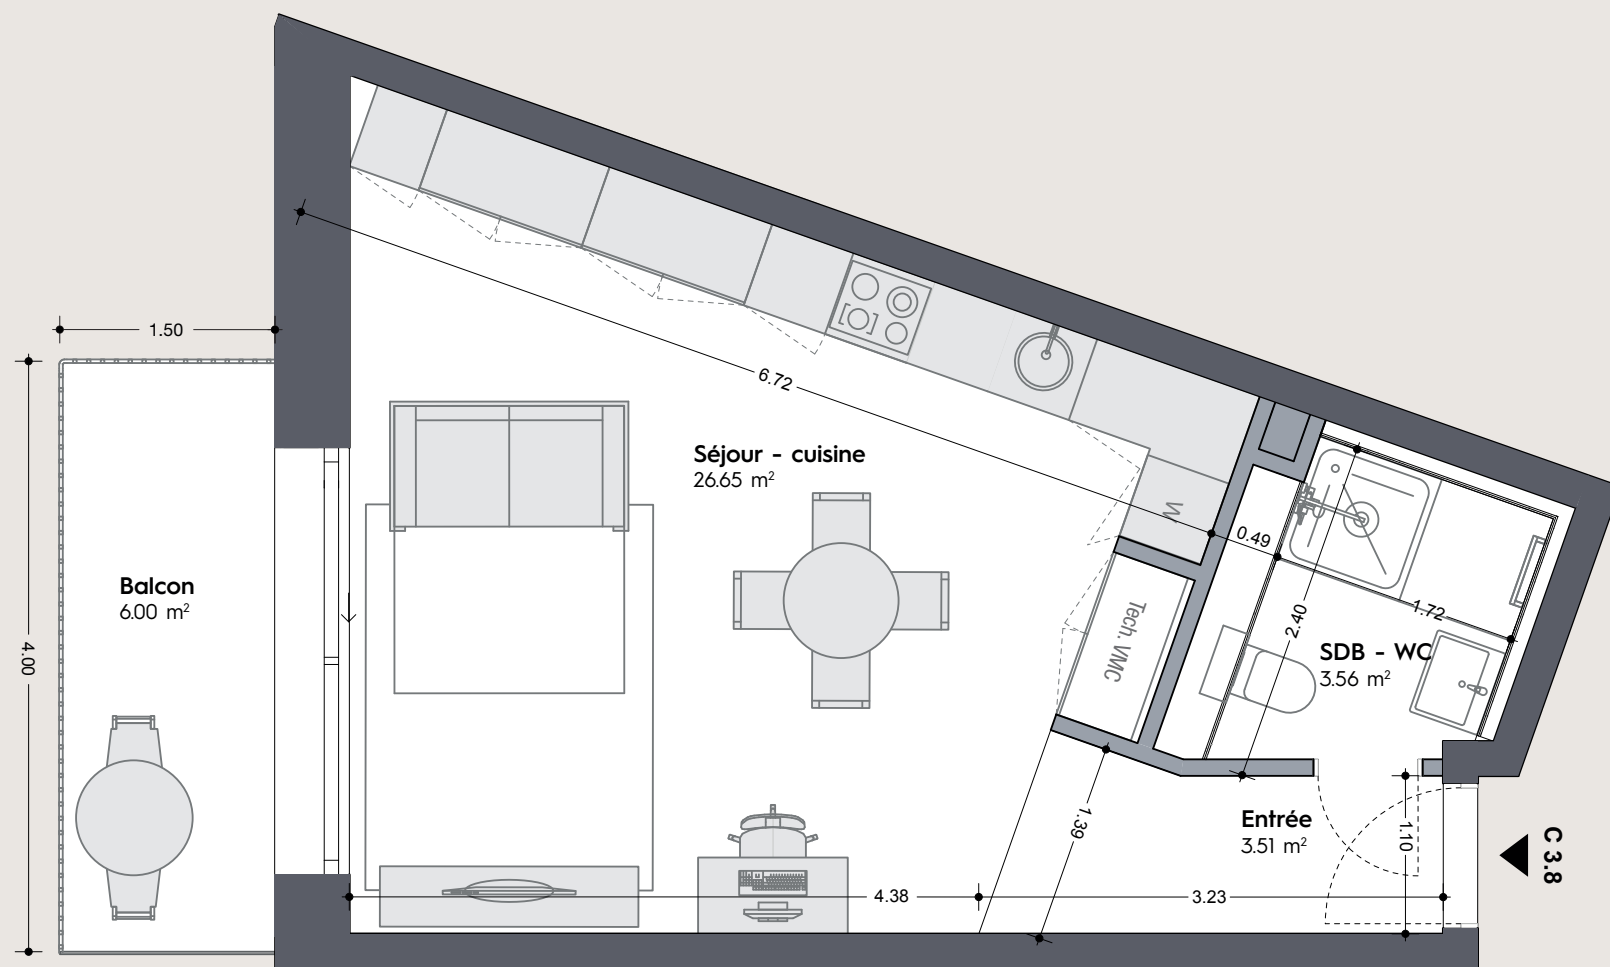 1.50
6.72
Séjour - cuisine
26.65 m²
W
0.49
Balcon
6.00 m²
Tech. VMC
1.72
2.40
SDB - WC
3.56 m²
4.00
1.39
Entrée
3.51 m²
1.10
C 3.8
4.38
3.23